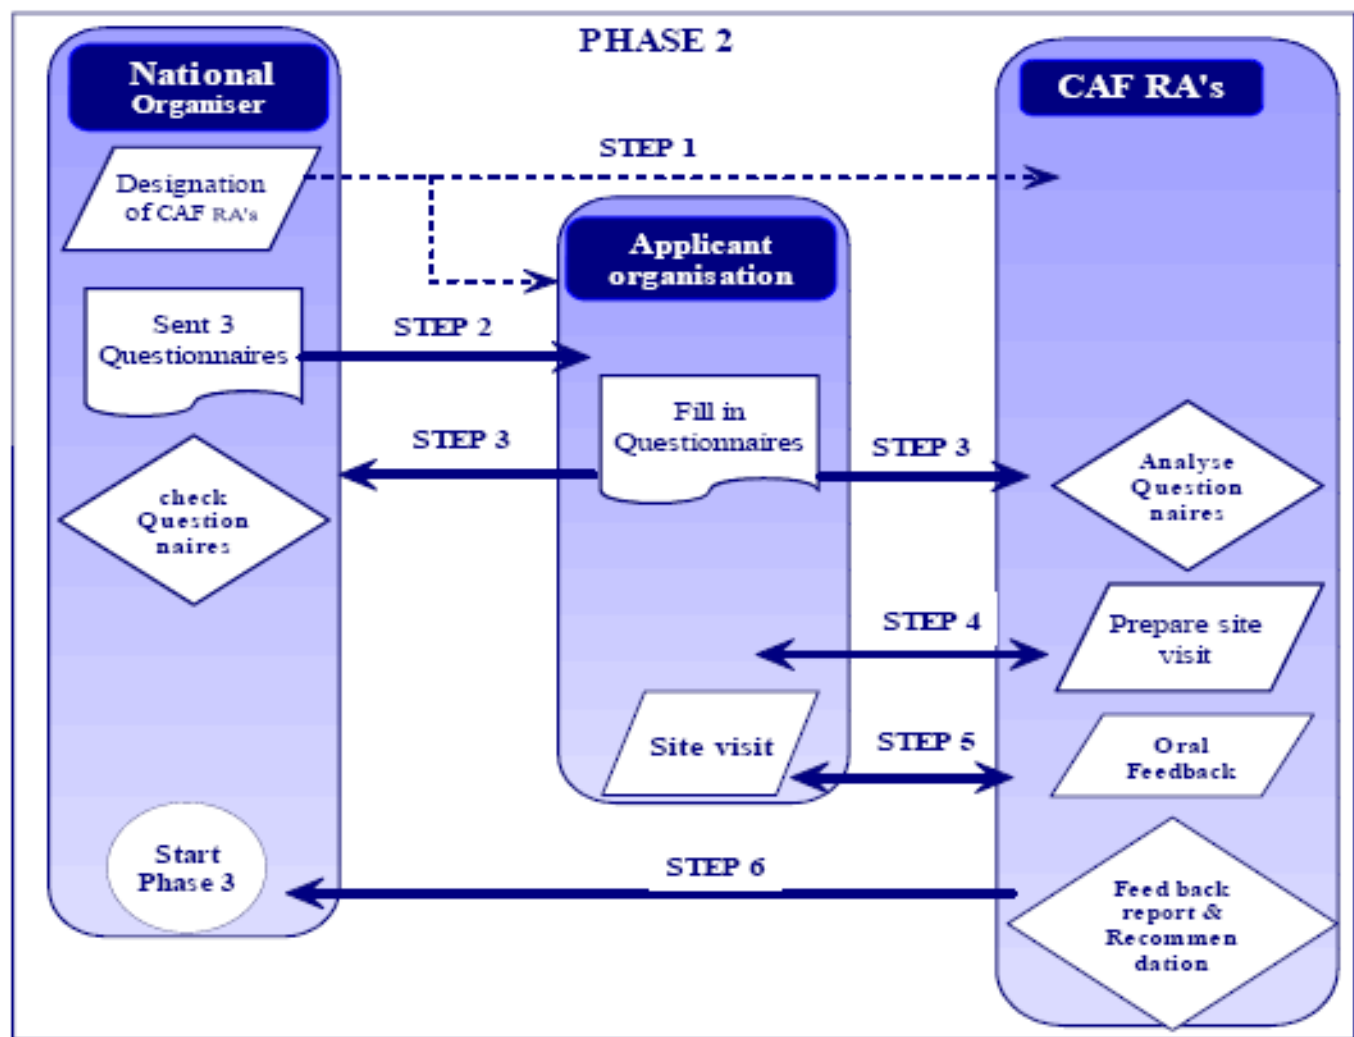 PHASE 2
National
Organiser
CAF RA's
STEP 1
Designation
of CAF RA's
Applicant
organisation
Sent 3
Questionnaires
STEP 2
Fill in
Questionnaires
STEP 3
STEP 3
check
Question
naires
Analyse
Question
naires
STEP 4
Prepare site
visit
Site visit
STEP 5
Oral
Feedback
Start
Phase 3
STEP 6
Feed back
report &
Recommen
dation